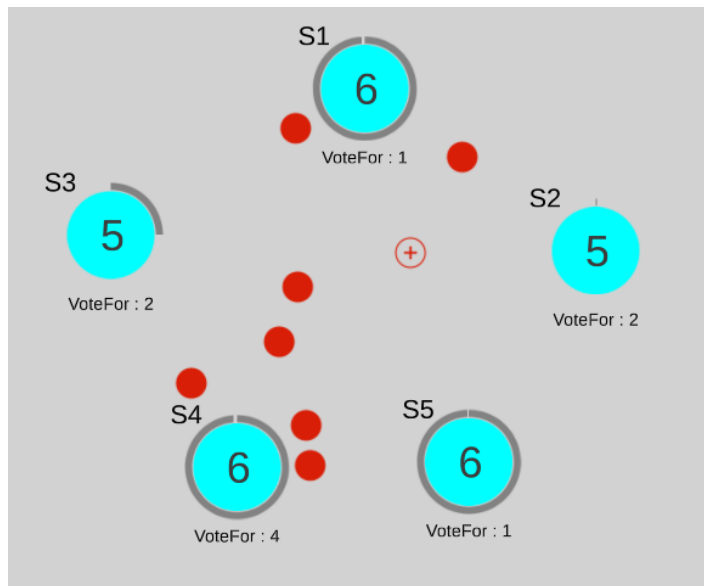 S1
6
VoteFor : 1
S3
5
VoteFor : 2
S2
5
VoteFor : 2
+
S4
6
VoteFor : 4
S5
6
VoteFor : 1